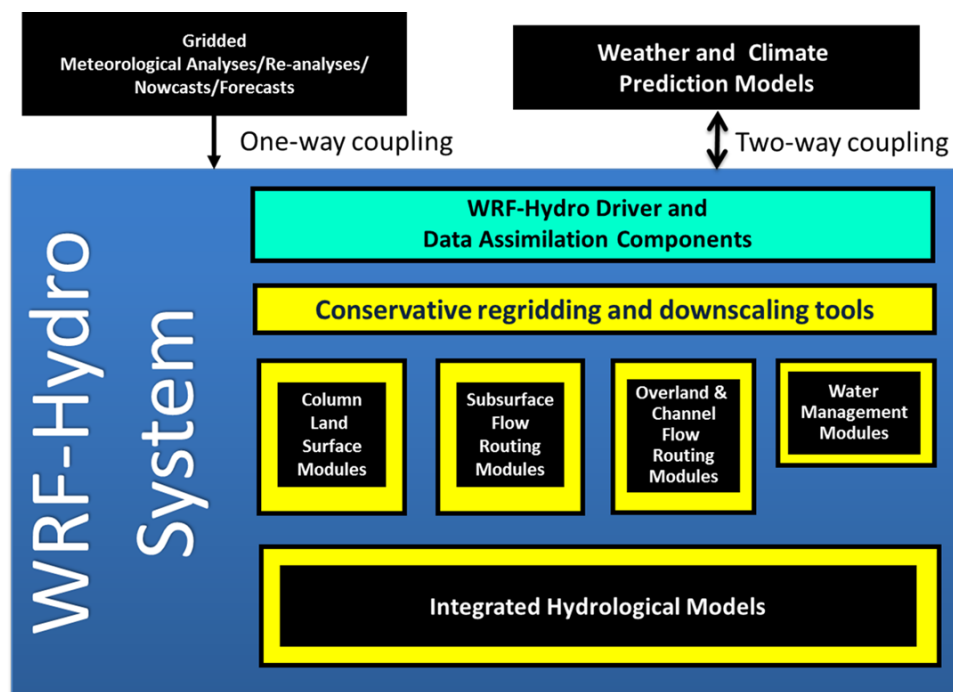 Gridded
Meteorological Analyses/Re-analyses/
Nowcasts/Forecasts
Weather and Climate
Prediction Models
One-way coupling
Two-way coupling
WRF-Hydro
System
WRF-Hydro Driver and
Data Assimilation Components
Conservative regridding and downscaling tools
Column
Land
Surface
Modules
Subsurface
Flow
Routing
Modules
Overland &
Channel
Flow
Routing
Modules
Water
Management
Modules
Integrated Hydrological Models